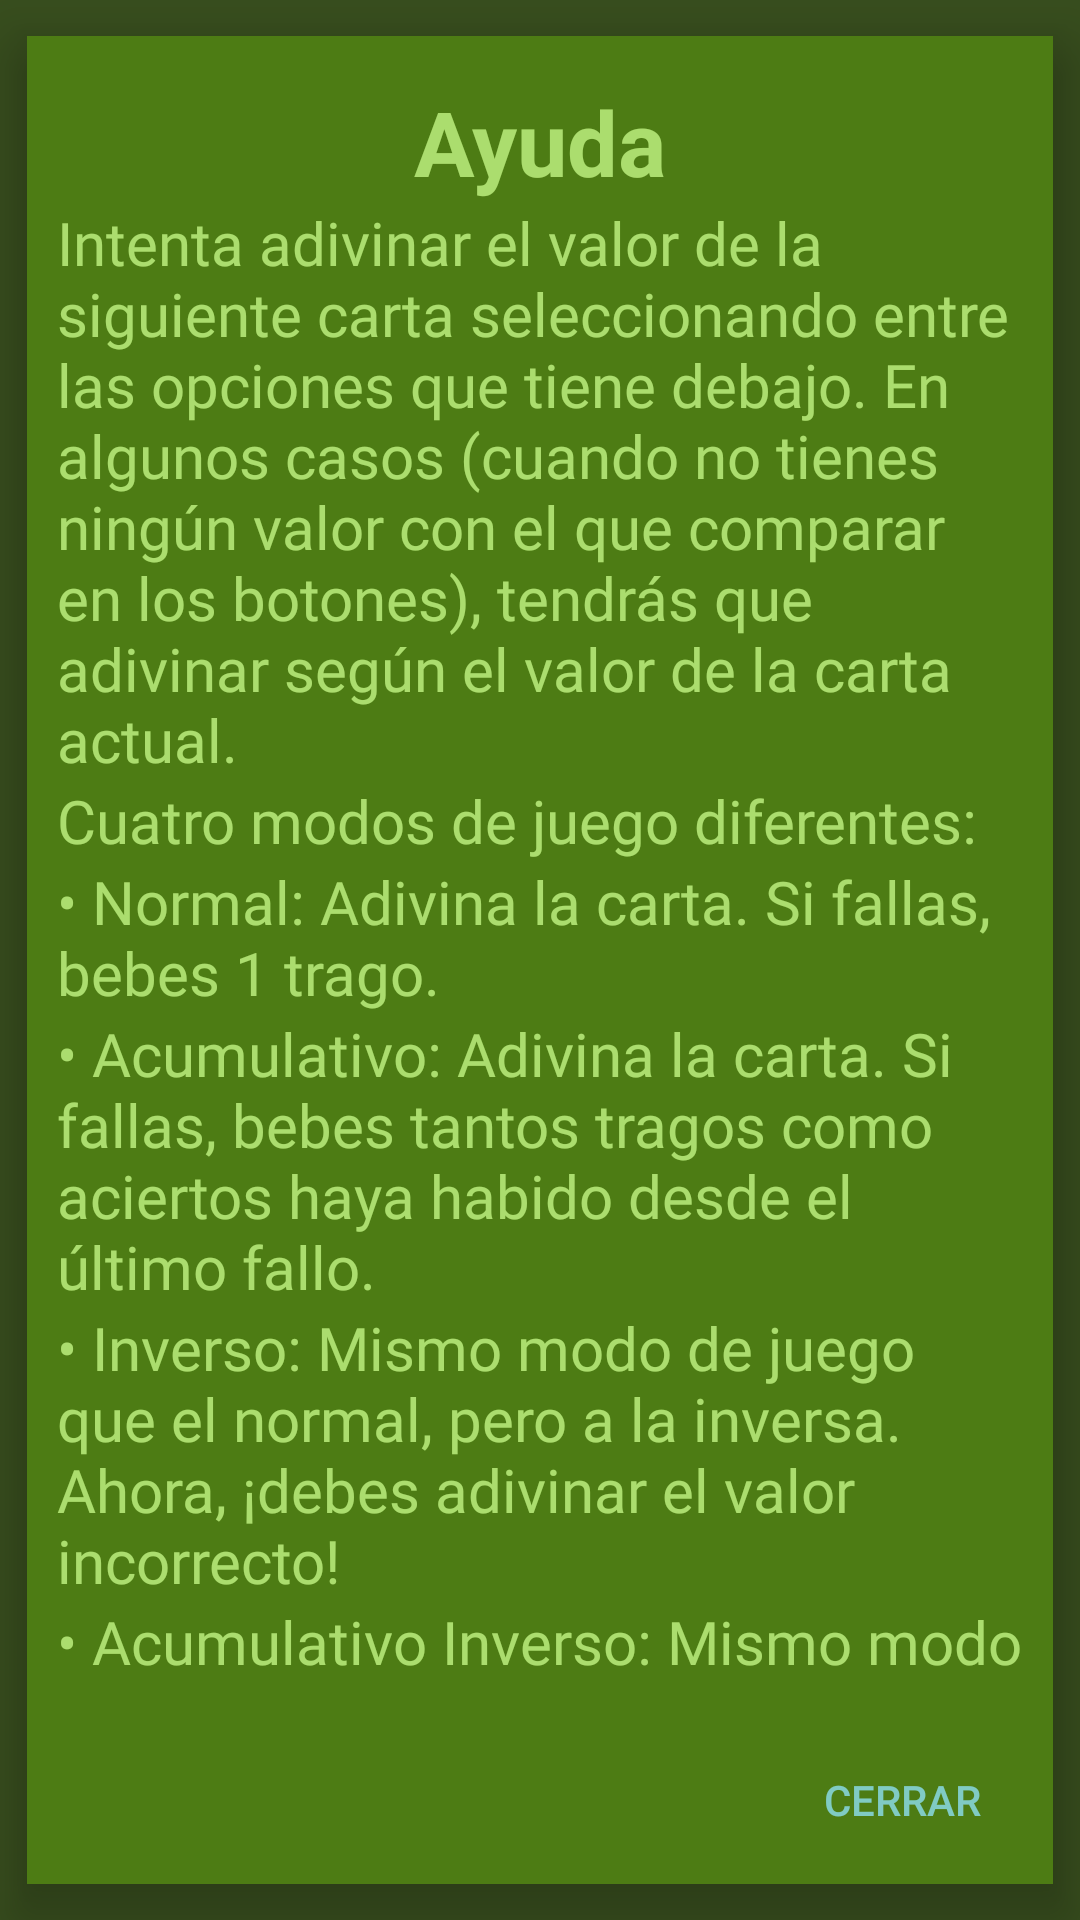 Ayuda
Intenta adivinar el valor de la
siguiente carta seleccionando entre
las opciones que tiene debajo. En
algunos casos (cuando no tienes
ningún valor con el que comparar
en los botones), tendrás que
adivinar según el valor de la carta
actual.
Cuatro modos de juego diferentes:
• Normal: Adivina la carta. Si fallas,
bebes 1 trago.
• Acumulativo: Adivina la carta. Si
fallas, bebes tantos tragos como
aciertos haya habido desde el
último fallo.
• Inverso: Mismo modo de juego
que el normal, pero a la inversa.
Ahora, ¡debes adivinar el valor
incorrecto!
• Acumulativo Inverso: Mismo modo
CERRAR